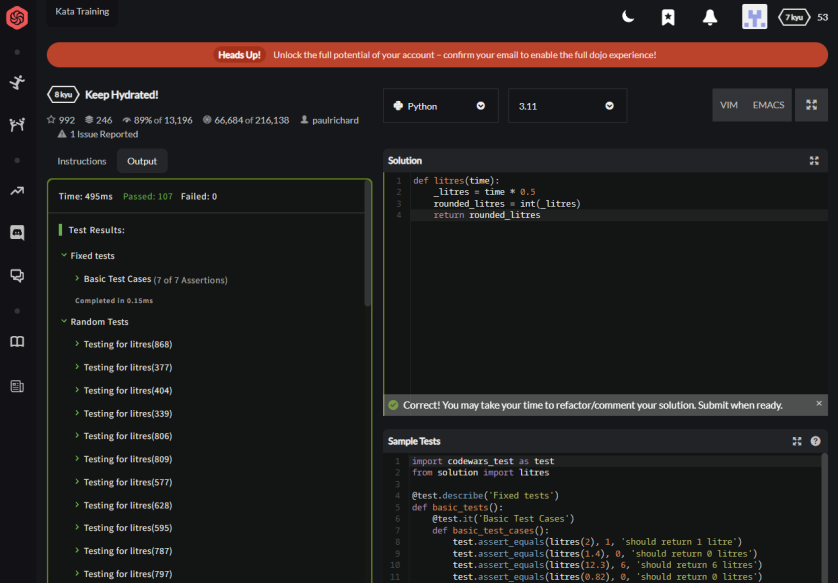 Kata Training
7 kyu
53
Heads Up! Unlock the full potential of your account – confirm your email to enable the full dojo experience!
8 kyu Keep Hydrated!
992 246 89% of 13,196 66,684 of 216,138 paulrichard
1 Issue Reported
Instructions Output
Time: 495ms Passed: 107 Failed: 0
Test Results:
Fixed tests
Basic Test Cases (7 of 7 Assertions)
Completed in 0.15ms
Random Tests
Testing for litres(868)
Testing for litres(377)
Testing for litres(404)
Testing for litres(339)
Testing for litres(806)
Testing for litres(809)
Testing for litres(577)
Testing for litres(628)
Testing for litres(595)
Testing for litres(787)
Testing for litres(797)
Python 3.11 VIM EMACS
Solution
1 def litres(time):
2 _litres = time * 0.5
3 rounded_litres = int(_litres)
4 return rounded_litres
Correct! You may take your time to refactor/comment your solution. Submit when ready. ×
Sample Tests
1 import codewars_test as test
2 from solution import litres
3
4 @test.describe('Fixed tests')
5 def basic_tests():
6 @test.it('Basic Test Cases')
7 def basic_test_cases():
8 test.assert_equals(litres(2), 1, 'should return 1 litre')
9 test.assert_equals(litres(1.4), 0, 'should return 0 litres')
10 test.assert_equals(litres(12.3), 6, 'should return 6 litres')
11 test.assert_equals(litres(0.82), 0, 'should return 0 litres')